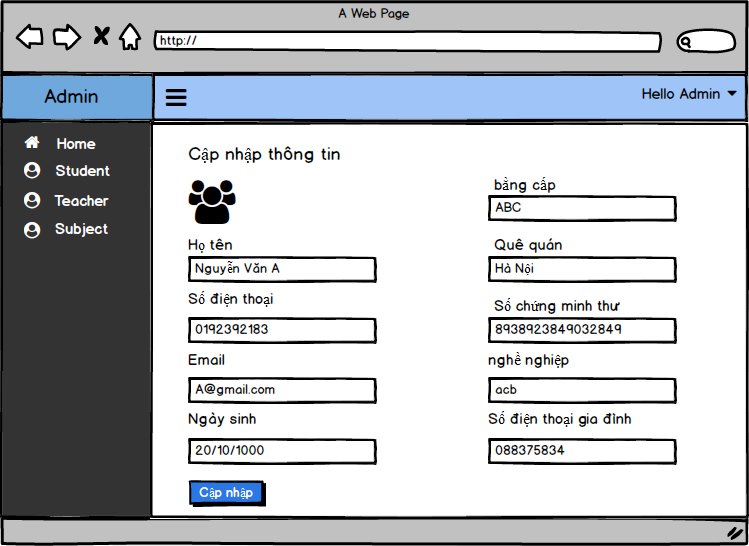 A Web Page
http://
Admin
Hello Admin
Home
Student
Teacher
Subject
Cập nhập thông tin
bằng cấp
ABC
Họ tên
Nguyễn Văn A
Quê quán
Hà Nội
Số điện thoại
0192392183
Số chứng minh thư
8938923849032849
Email
A@gmail.com
nghề nghiệp
acb
Ngày sinh
20/10/1000
Số điện thoại gia đình
088375834
Cập nhập